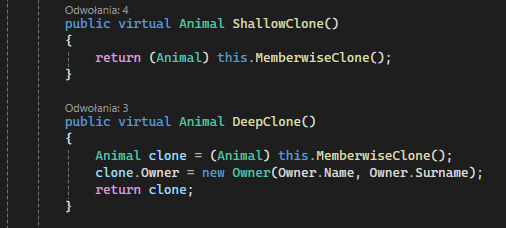 Odwołania: 4
public virtual Animal ShallowClone()
{
return (Animal) this.MemberwiseClone();
}
Odwołania: 3
public virtual Animal DeepClone()
{
Animal clone = (Animal) this.MemberwiseClone();
clone.Owner = new Owner(Owner.Name, Owner.Surname);
return clone;
}